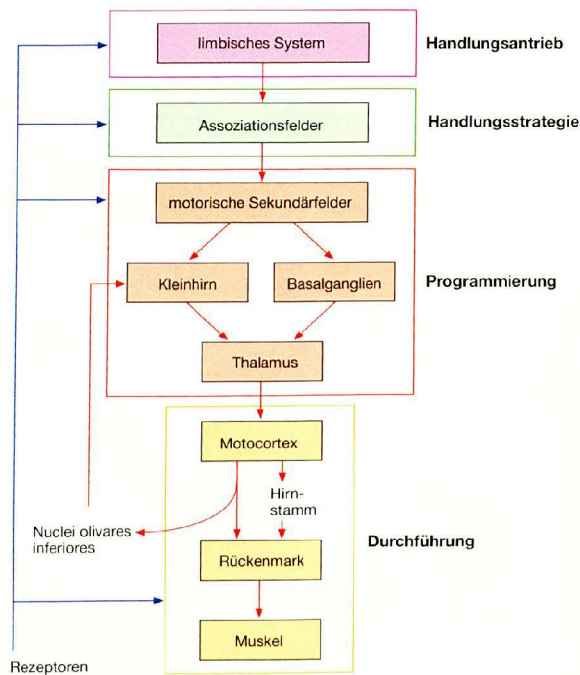 limbisches System
Handlungsantrieb
Assoziationsfelder
Handlungsstrategie
motorische Sekundärfelder
Kleinhirn
Basalganglien
Programmierung
Thalamus
Motocortex
Hirn-
stamm
Nuclei olivares
inferiores
Durchführung
Rückenmark
Muskel
Rezeptoren